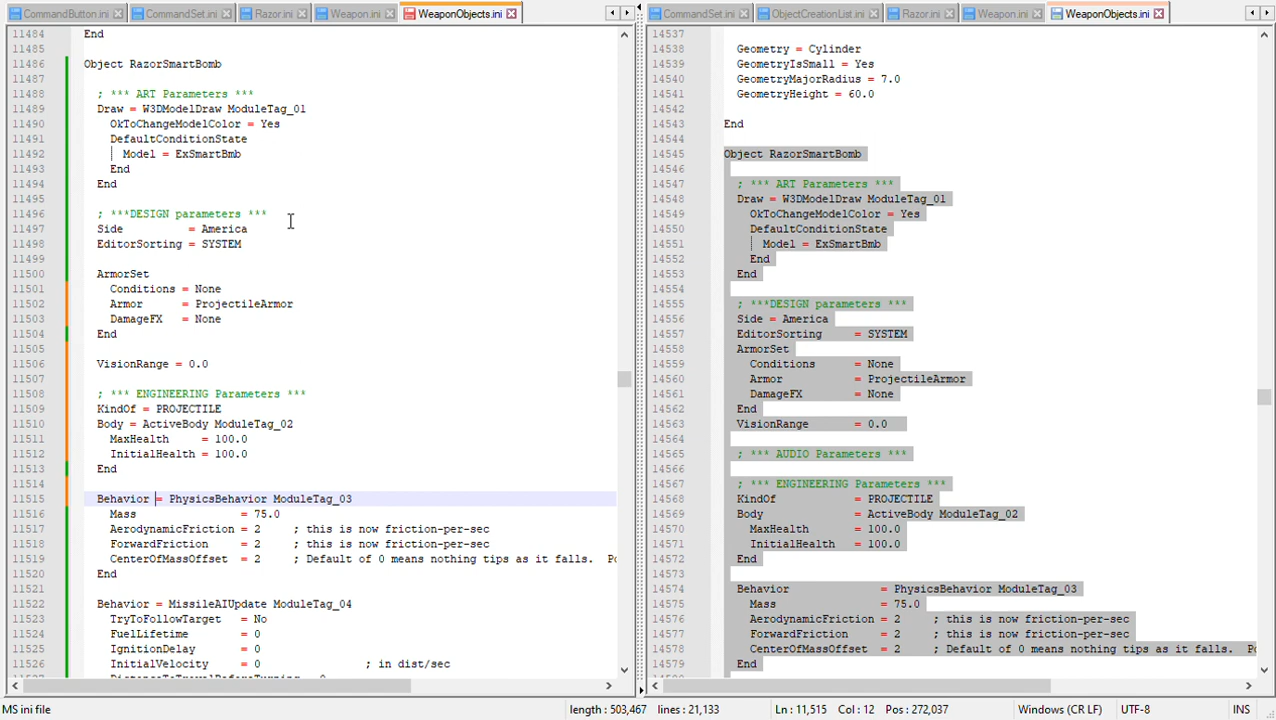 CommandButton.ini CommandSet.ini Razor.ini Weapon.ini WeaponObjects.ini
11484 End
11485
11486 Object RazorSmartBomb
11487
11488 ; *** ART Parameters ***
11489 Draw = W3DModelDraw ModuleTag_01
11490 OkToChangeModelColor = Yes
11491 DefaultConditionState
11492 Model = ExSmartBmb
11493 End
11494 End
11495
11496 ; ***DESIGN parameters ***
11497 Side = America
11498 EditorSorting = SYSTEM
11499
11500 ArmorSet
11501 Conditions = None
11502 Armor = ProjectileArmor
11503 DamageFX = None
11504 End
11505
11506 VisionRange = 0.0
11507
11508 ; *** ENGINEERING Parameters ***
11509 KindOf = PROJECTILE
11510 Body = ActiveBody ModuleTag_02
11511 MaxHealth = 100.0
11512 InitialHealth = 100.0
11513 End
11514
11515 Behavior = PhysicsBehavior ModuleTag_03
11516 Mass = 75.0
11517 AerodynamicFriction = 2 ; this is now friction-per-sec
11518 ForwardFriction = 2 ; this is now friction-per-sec
11519 CenterOfMassOffset = 2 ; Default of 0 means nothing tips as it falls. Po
11520 End
11521
11522 Behavior = MissileAIUpdate ModuleTag_04
11523 TryToFollowTarget = No
11524 FuelLifetime = 0
11525 IgnitionDelay = 0
11526 InitialVelocity = 0 ; in dist/sec
CommandSet.ini ObjectCreationList.ini Razor.ini Weapon.ini WeaponObjects.ini
14537
14538 Geometry = Cylinder
14539 GeometryIsSmall = Yes
14540 GeometryMajorRadius = 7.0
14541 GeometryHeight = 60.0
14542
14543 End
14544
14545 Object RazorSmartBomb
14546
14547 ; *** ART Parameters ***
14548 Draw = W3DModelDraw ModuleTag_01
14549 OkToChangeModelColor = Yes
14550 DefaultConditionState
14551 Model = ExSmartBmb
14552 End
14553 End
14554
14555 ; ***DESIGN parameters ***
14556 Side = America
14557 EditorSorting = SYSTEM
14558 ArmorSet
14559 Conditions = None
14560 Armor = ProjectileArmor
14561 DamageFX = None
14562 End
14563 VisionRange = 0.0
14564
14565 ; *** AUDIO Parameters ***
14566
14567 ; *** ENGINEERING Parameters ***
14568 KindOf = PROJECTILE
14569 Body = ActiveBody ModuleTag_02
14570 MaxHealth = 100.0
14571 InitialHealth = 100.0
14572 End
14573
14574 Behavior = PhysicsBehavior ModuleTag_03
14575 Mass = 75.0
14576 AerodynamicFriction = 2 ; this is now friction-per-sec
14577 ForwardFriction = 2 ; this is now friction-per-sec
14578 CenterOfMassOffset = 2 ; Default of 0 means nothing tips as it falls. Po
14579 End
MS ini file length : 503,467 lines : 21,133 Ln : 11,515 Col : 12 Pos : 272,037 Windows (CR LF) UTF-8 INS